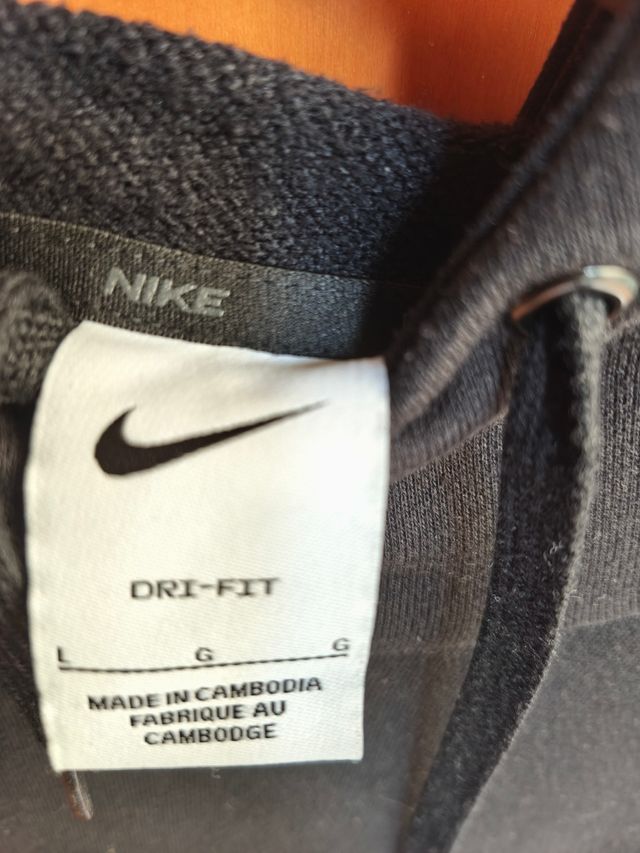 NIKE
DRI-FIT
L G G
MADE IN CAMBODIA
FABRIQUE AU
CAMBODGE